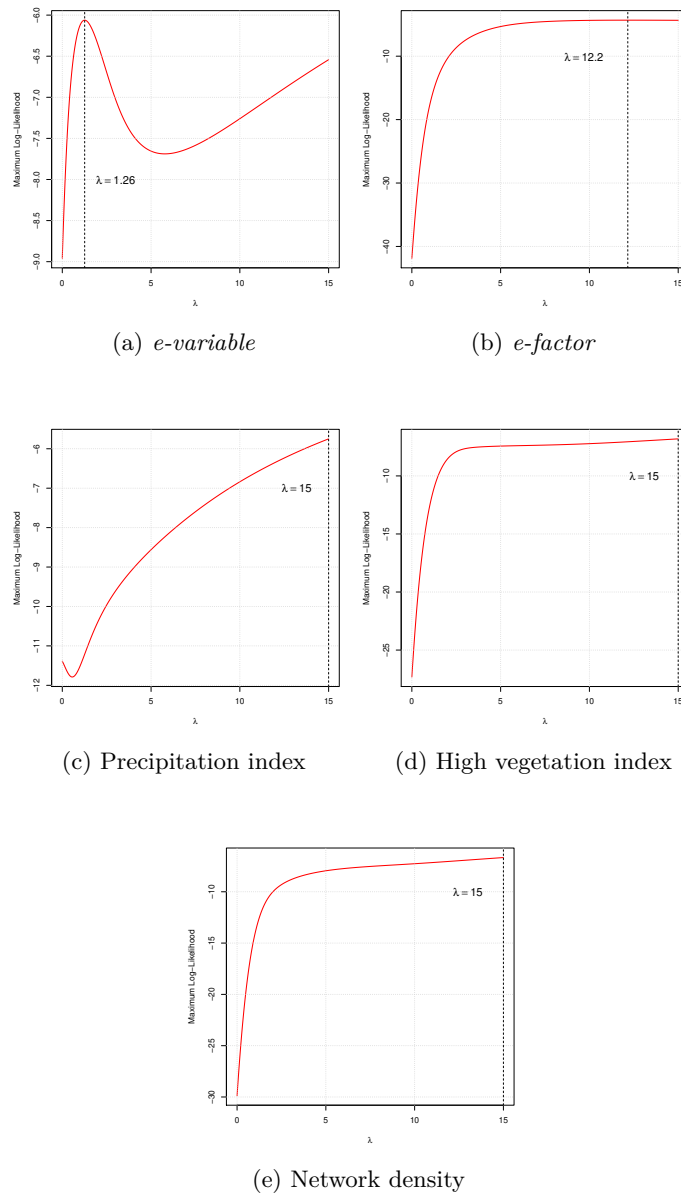 Maximum Log−Likelihood
-6.0
-6.5
-7.0
-7.5
-8.0
-8.5
-9.0
λ = 1.26
0 5 10 15
λ
(a) e-variable
Maximum Log−Likelihood
-10
-20
-30
-40
λ = 12.2
0 5 10 15
λ
(b) e-factor
Maximum Log−Likelihood
-6
-7
-8
-9
-10
-11
-12
λ = 15
0 5 10 15
λ
(c) Precipitation index
Maximum Log−Likelihood
-10
-15
-20
-25
λ = 15
0 5 10 15
λ
(d) High vegetation index
Maximum Log−Likelihood
-10
-15
-20
-25
-30
λ = 15
0 5 10 15
λ
(e) Network density